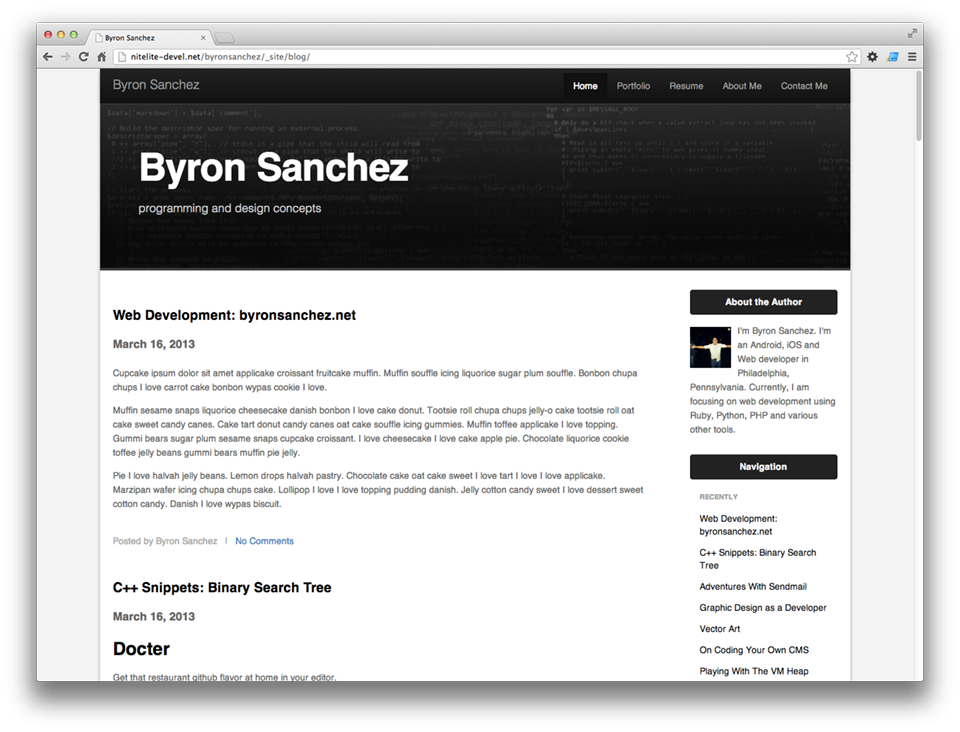 Byron Sanchez
nitelite-devel.net/byronsanchez/_site/blog/
Byron Sanchez
Home Portfolio Resume About Me Contact Me
Byron Sanchez
programming and design concepts
Web Development: byronsanchez.net
March 16, 2013
Cupcake ipsum dolor sit amet applicake croissant fruitcake muffin. Muffin souffle icing liquorice sugar plum souffle. Bonbon chupa
chups I love carrot cake bonbon wypas cookie I love.
Muffin sesame snaps liquorice cheesecake danish bonbon I love cake donut. Tootsie roll chupa chups jelly-o cake tootsie roll oat
cake sweet candy canes. Cake tart donut candy canes oat cake souffle icing gummies. Muffin toffee applicake I love topping.
Gummi bears sugar plum sesame snaps cupcake croissant. I love cheesecake I love cake apple pie. Chocolate liquorice cookie
toffee jelly beans gummi bears muffin pie jelly.
Pie I love halvah jelly beans. Lemon drops halvah pastry. Chocolate cake oat cake sweet I love tart I love I love applicake.
Marzipan wafer icing chupa chups cake. Lollipop I love I love topping pudding danish. Jelly cotton candy sweet I love dessert sweet
cotton candy. Danish I love wypas biscuit.
Posted by Byron Sanchez | No Comments
C++ Snippets: Binary Search Tree
March 16, 2013
Docter
Get that restaurant github flavor at home in your editor.
About the Author
I'm Byron Sanchez. I'm
an Android, iOS and
Web developer in
Philadelphia,
Pennsylvania. Currently, I am
focusing on web development using
Ruby, Python, PHP and various
other tools.
Navigation
RECENTLY
Web Development:
byronsanchez.net
C++ Snippets: Binary Search
Tree
Adventures With Sendmail
Graphic Design as a Developer
Vector Art
On Coding Your Own CMS
Playing With The VM Heap